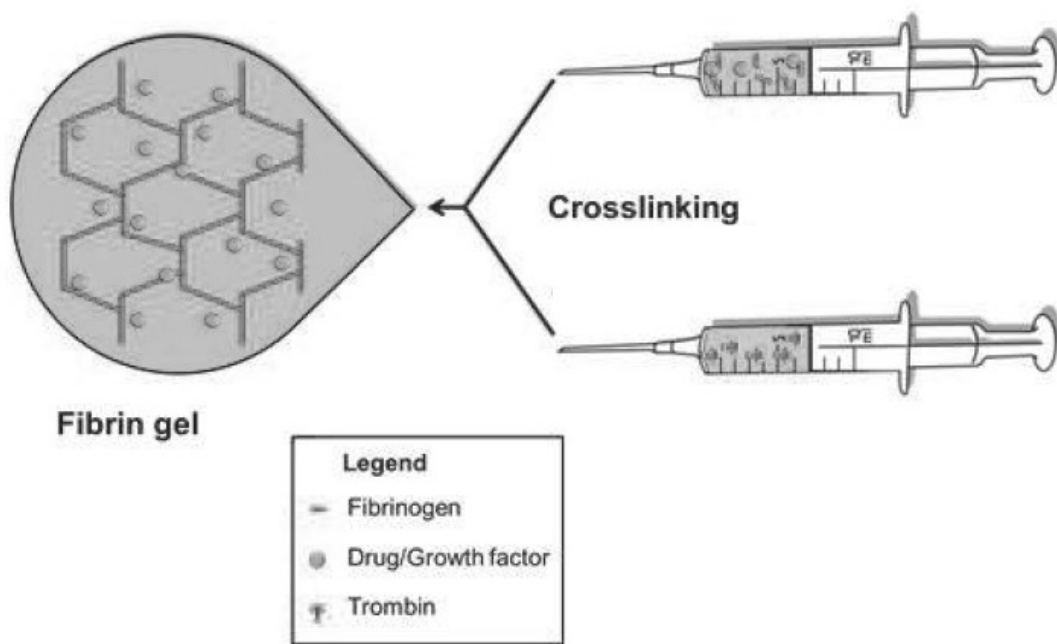 Crosslinking
Fibrin gel
Legend
Fibrinogen
Drug/Growth factor
Trombin